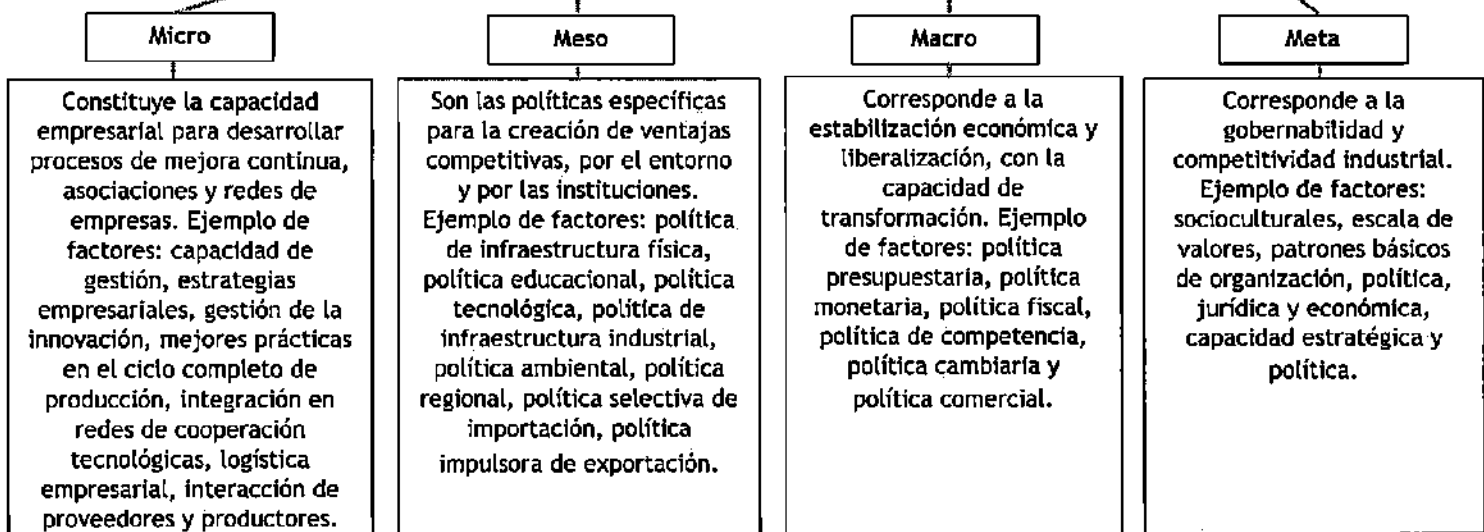 Micro
Constituye la capacidad
empresarial para desarrollar
procesos de mejora continua,
asociaciones y redes de
empresas. Ejemplo de
factores: capacidad de
gestión, estrategias
empresariales, gestión de la
innovación, mejores prácticas
en el ciclo completo de
producción, integración en
redes de cooperación
tecnológicas, logística
empresarial, interacción de
proveedores y productores.
Meso
Son las políticas específicas
para la creación de ventajas
competitivas, por el entorno
y por las instituciones.
Ejemplo de factores: política
de infraestructura física,
política educacional, política
tecnológica, política de
infraestructura industrial,
política ambiental, política
regional, política selectiva de
importación, política
impulsora de exportación.
Macro
Corresponde a la
estabilización económica y
liberalización, con la
capacidad de
transformación. Ejemplo
de factores: política
presupuestaria, política
monetaria, política fiscal,
política de competencia,
política cambiaria y
política comercial.
Meta
Corresponde a la
gobernabilidad y
competitividad industrial.
Ejemplo de factores:
socioculturales, escala de
valores, patrones básicos
de organización, política,
jurídica y económica,
capacidad estratégica y
política.